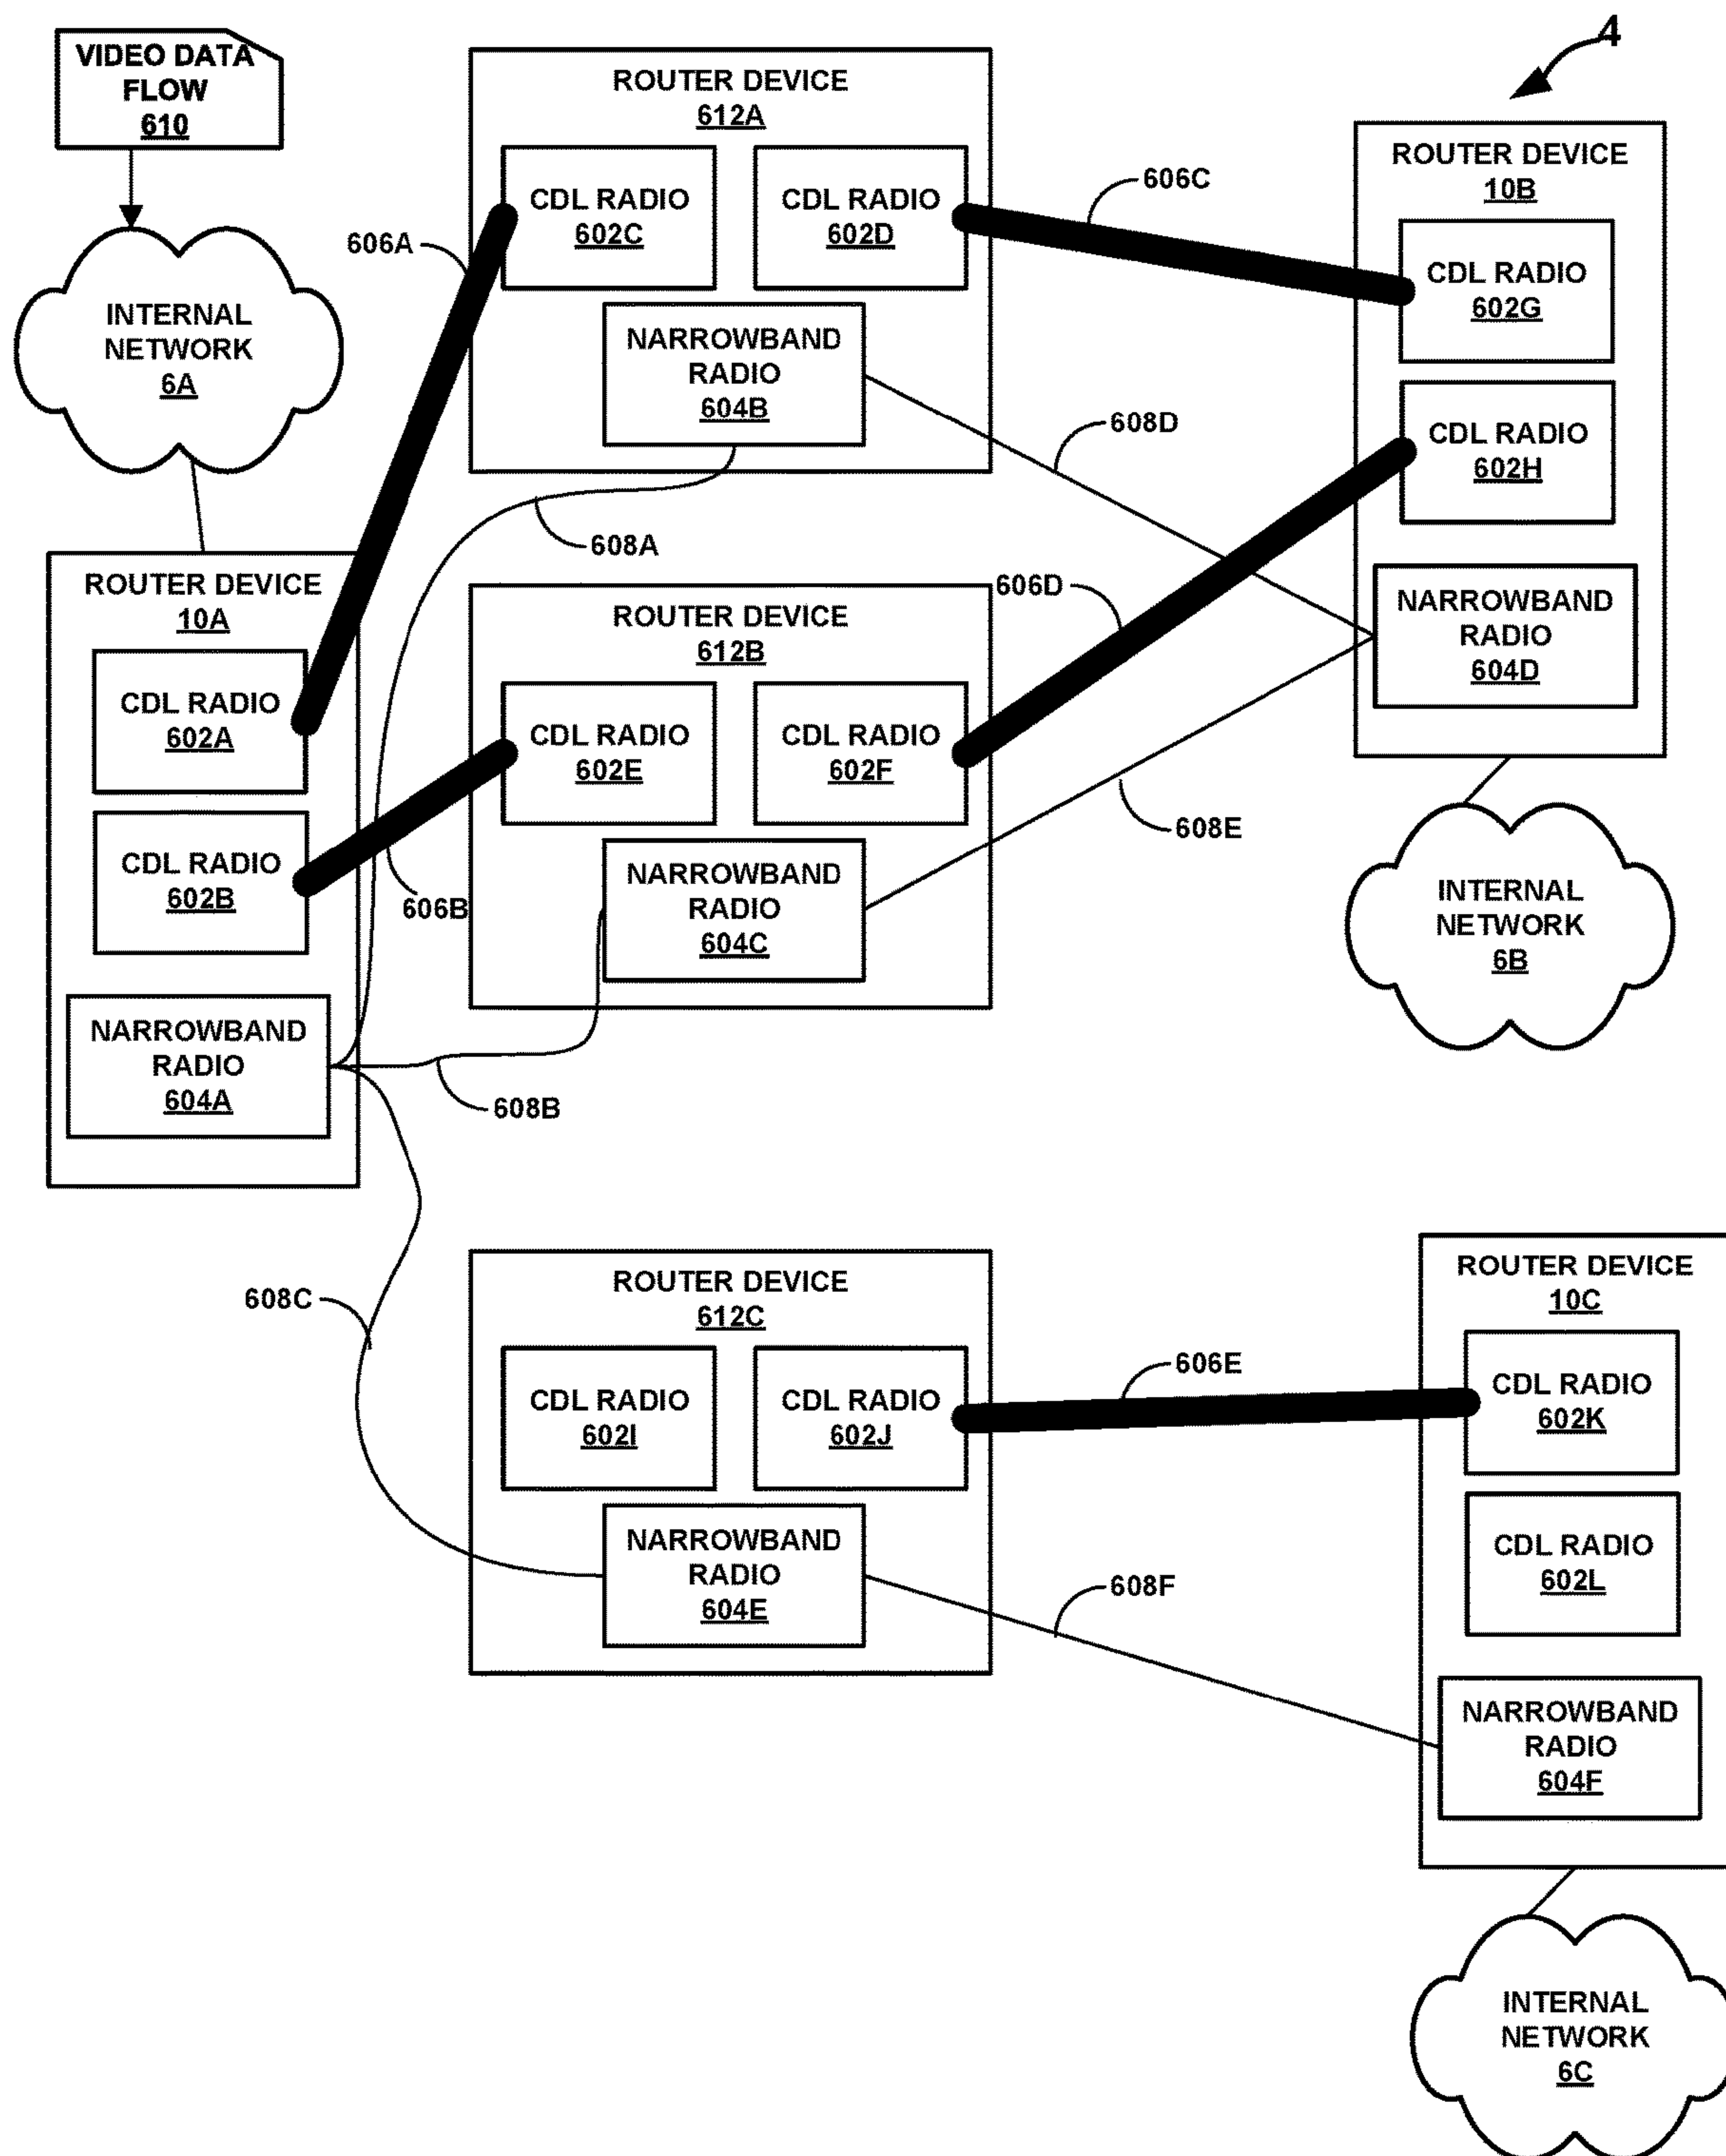 VIDEO DATA
FLOW
610
4
INTERNAL
NETWORK
6A
ROUTER DEVICE
612A
CDL RADIO
602C
CDL RADIO
602D
NARROWBAND
RADIO
604B
606A
606C
608A
608D
ROUTER DEVICE
10B
CDL RADIO
602G
CDL RADIO
602H
NARROWBAND
RADIO
604D
ROUTER DEVICE
10A
CDL RADIO
602A
CDL RADIO
602B
NARROWBAND
RADIO
604A
ROUTER DEVICE
612B
CDL RADIO
602E
CDL RADIO
602F
NARROWBAND
RADIO
604C
606D
606B
608E
608B
INTERNAL
NETWORK
6B
608C
ROUTER DEVICE
612C
CDL RADIO
602I
CDL RADIO
602J
NARROWBAND
RADIO
604E
606E
608F
ROUTER DEVICE
10C
CDL RADIO
602K
CDL RADIO
602L
NARROWBAND
RADIO
604F
INTERNAL
NETWORK
6C